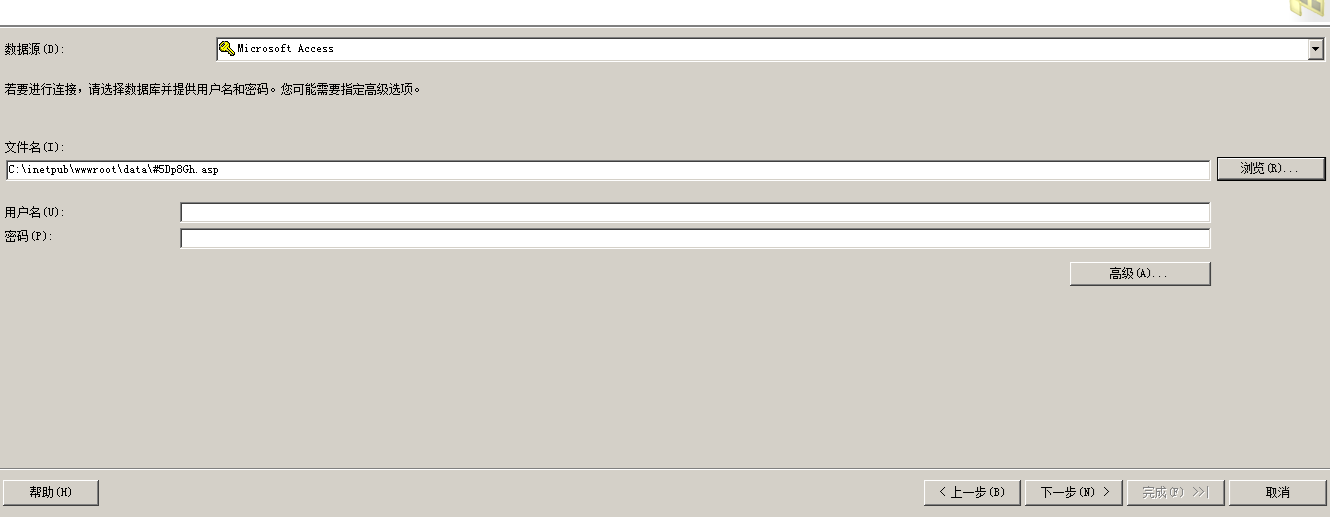 数据源(D):
Microsoft Access
若要进行连接，请选择数据库并提供用户名和密码。您可能需要指定高级选项。
文件名(I):
C:\inetpub\wwwroot\data\#5Dp8Gh.asp
浏览(R)...
用户名(U):
密码(P):
高级(A)...
帮助(H)
< 上一步(B)
下一步(N) >
完成(F) >>|
取消